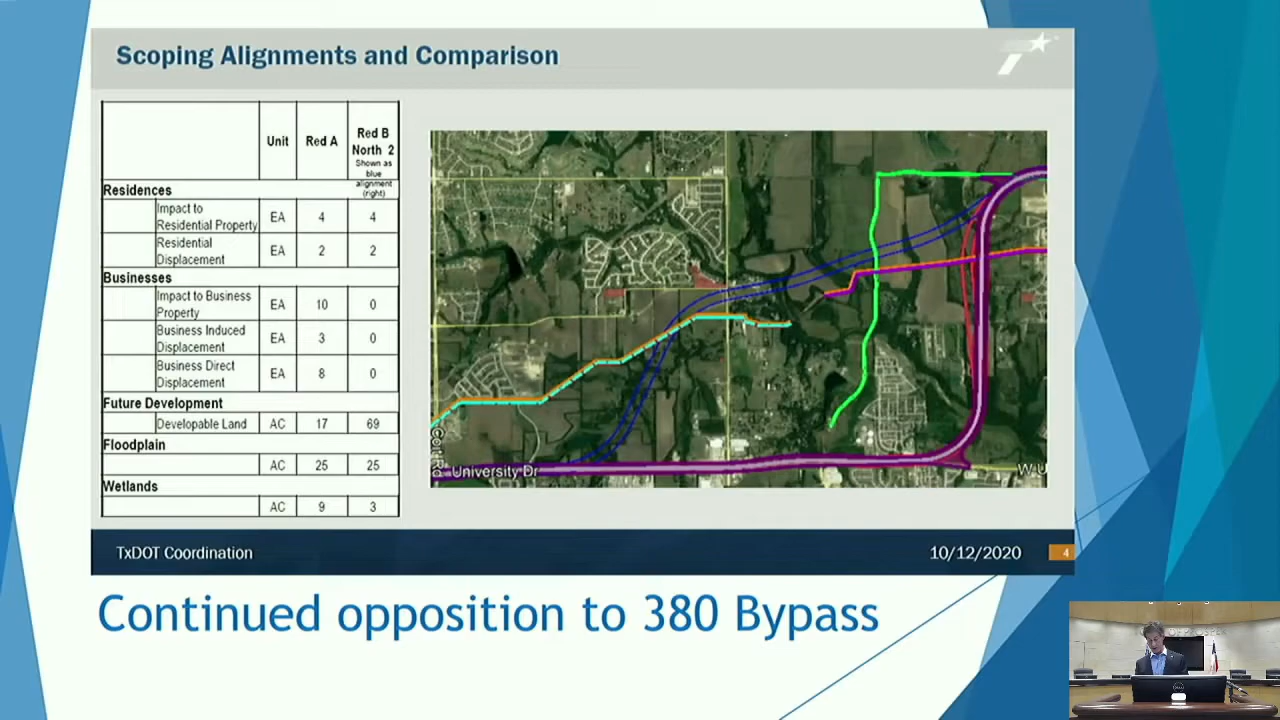 Scoping Alignments and Comparison
Unit
Red A
Red B
North 2
Shown as
blue
alignment
(right)
Residences
Impact to
Residential Property
EA
4
4
Residential
Displacement
EA
2
2
Businesses
Impact to Business
Property
EA
10
0
Business Induced
Displacement
EA
3
0
Business Direct
Displacement
EA
8
0
Future Development
Developable Land
AC
17
69
Floodplain
AC
25
25
Wetlands
AC
9
3
Coit Rd
University Dr
W U
TxDOT Coordination
10/12/2020
4
Continued opposition to 380 Bypass